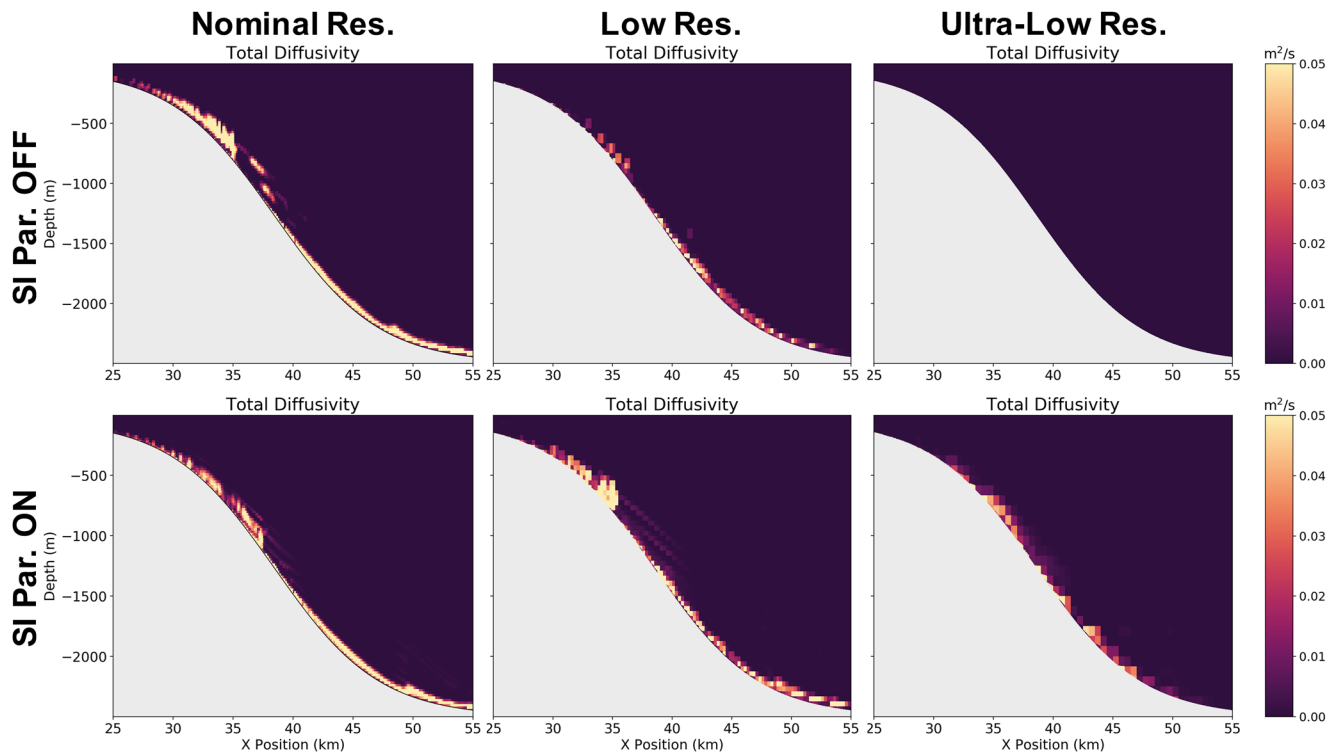 Nominal Res. Low Res. Ultra-Low Res.
Total Diffusivity Total Diffusivity Total Diffusivity
SI Par. OFF
Depth (m)
−500
−1000
−1500
−2000
25 30 35 40 45 50 55
25 30 35 40 45 50 55
25 30 35 40 45 50 55
m²/s
0.05
0.04
0.03
0.02
0.01
0.00
Total Diffusivity Total Diffusivity Total Diffusivity
SI Par. ON
Depth (m)
−500
−1000
−1500
−2000
25 30 35 40 45 50 55
25 30 35 40 45 50 55
25 30 35 40 45 50 55
X Position (km) X Position (km) X Position (km)
m²/s
0.05
0.04
0.03
0.02
0.01
0.00